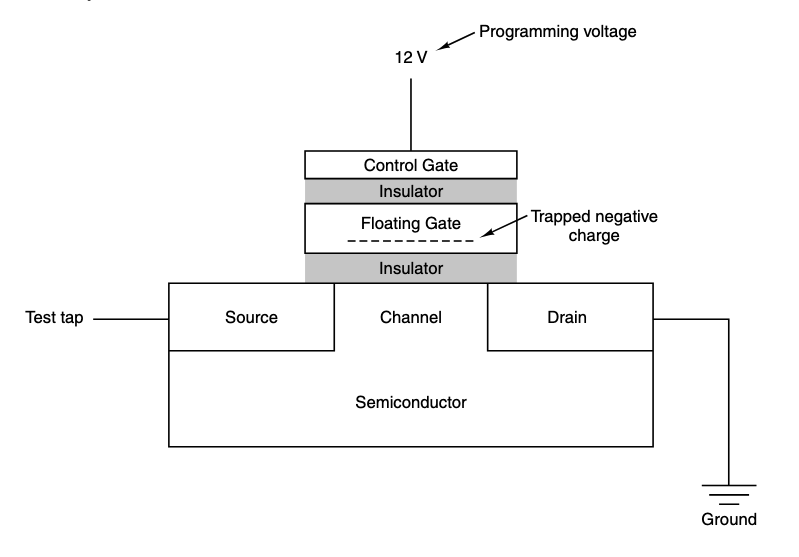 Programming voltage
12 V
Control Gate
Insulator
Floating Gate
Trapped negative
charge
Insulator
Test tap
Source
Channel
Drain
Semiconductor
Ground